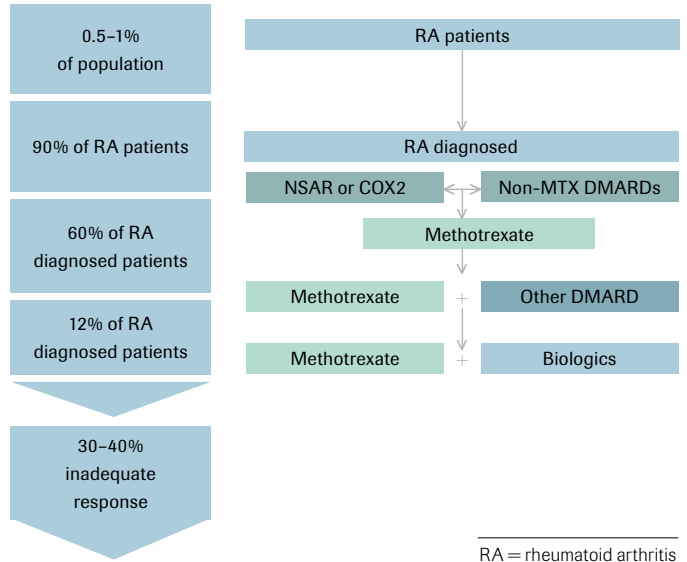 0.5–1%
of population
RA patients
90% of RA patients
RA diagnosed
NSAR or COX2
Non-MTX DMARDs
60% of RA
diagnosed patients
Methotrexate
Methotrexate + Other DMARD
12% of RA
diagnosed patients
Methotrexate + Biologics
30–40%
inadequate
response
RA = rheumatoid arthritis